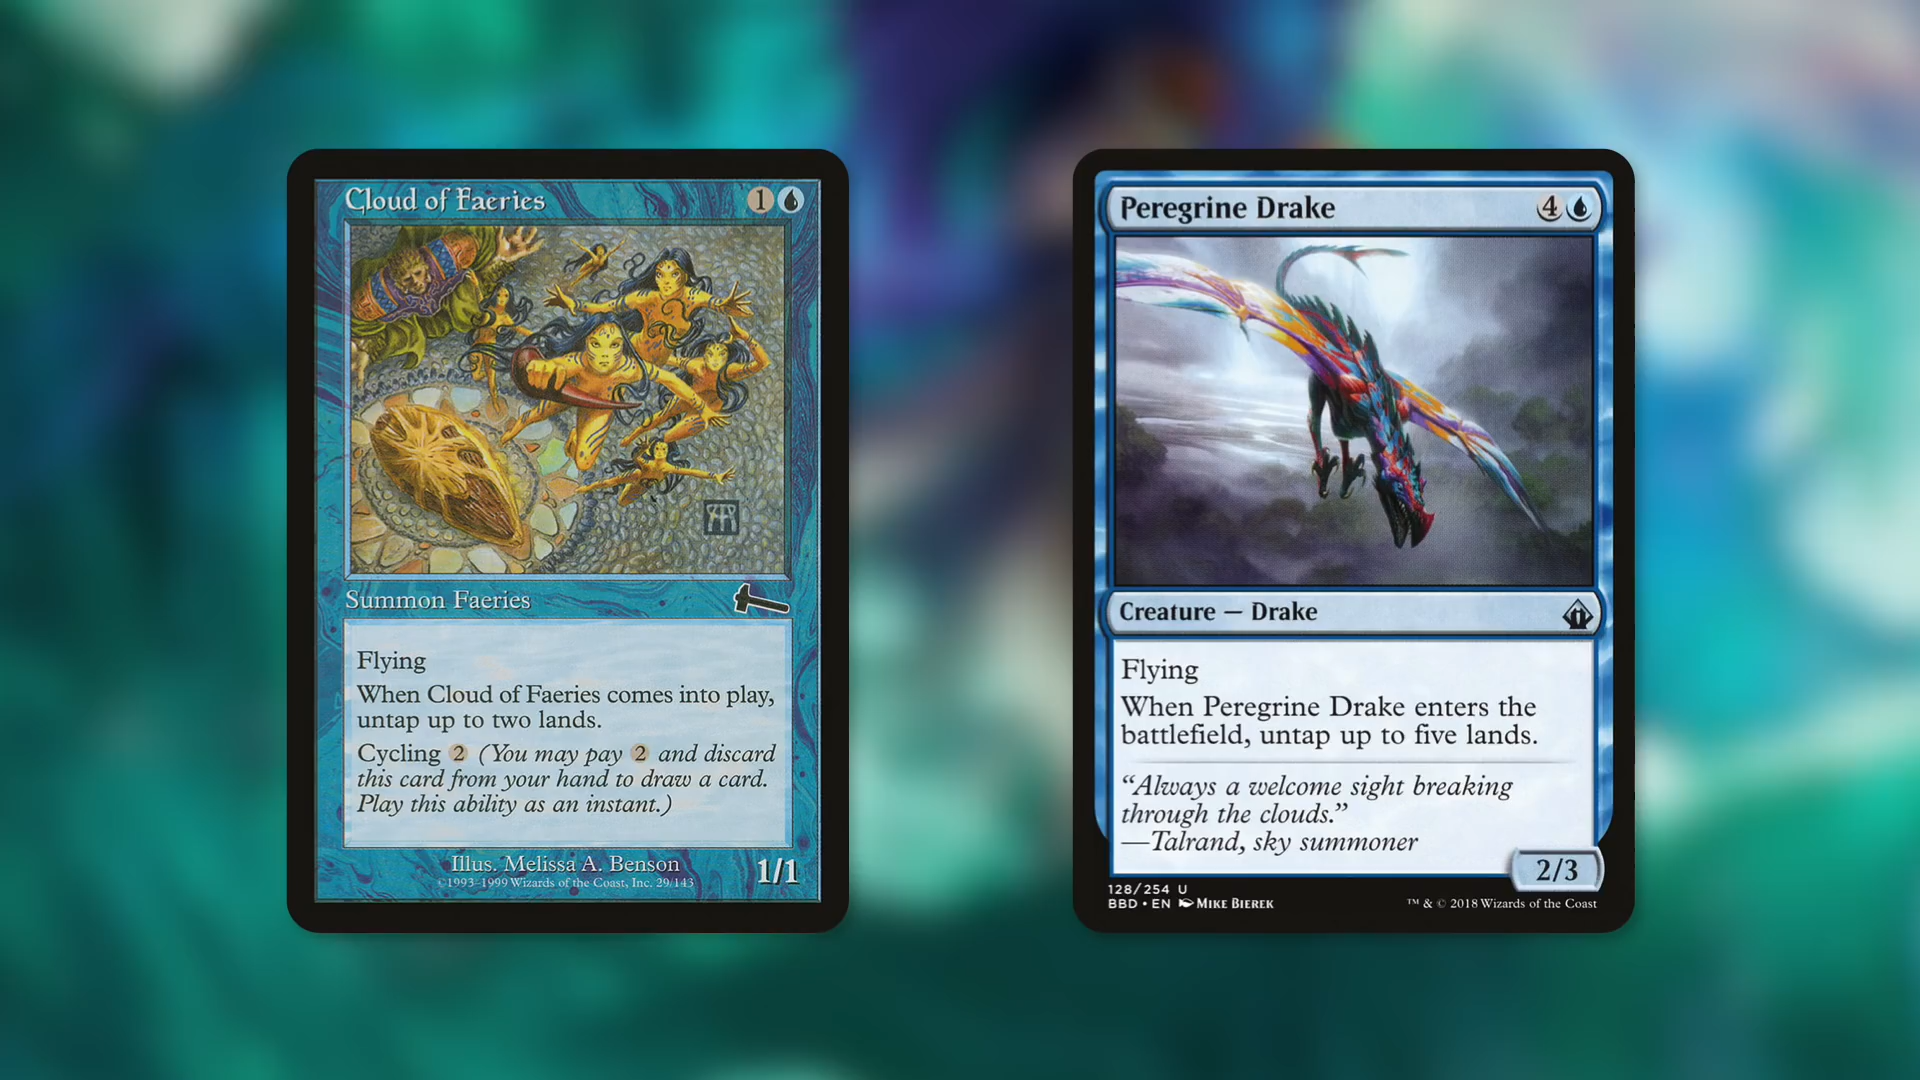 Cloud of Faeries 1
Summon Faeries
Flying
When Cloud of Faeries comes into play,
untap up to two lands.
Cycling 2 (You may pay 2 and discard
this card from your hand to draw a card.
Play this ability as an instant.)
Illus. Melissa A. Benson
©1993-1999 Wizards of the Coast, Inc. 29/143
1/1
Peregrine Drake 4
Creature — Drake
Flying
When Peregrine Drake enters the
battlefield, untap up to five lands.
“Always a welcome sight breaking
through the clouds.”
—Talrand, sky summoner
2/3
128/254 U
BBD • EN Mike Bierek
™ & © 2018 Wizards of the Coast